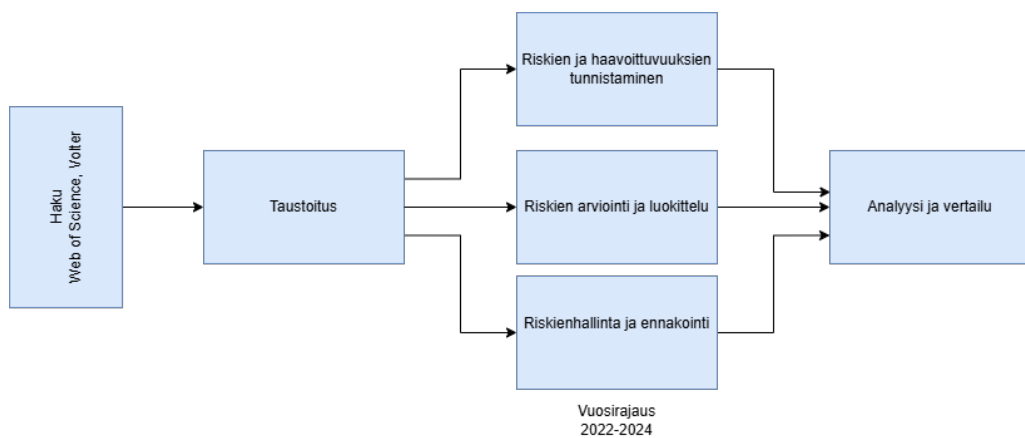 Haku
Web of Science, Volter
Taustoitus
Riskien ja haavoittuvuuksien
tunnistaminen
Riskien arviointi ja luokittelu
Riskienhallinta ja ennakointi
Analyysi ja vertailu
Vuosirajaus
2022-2024